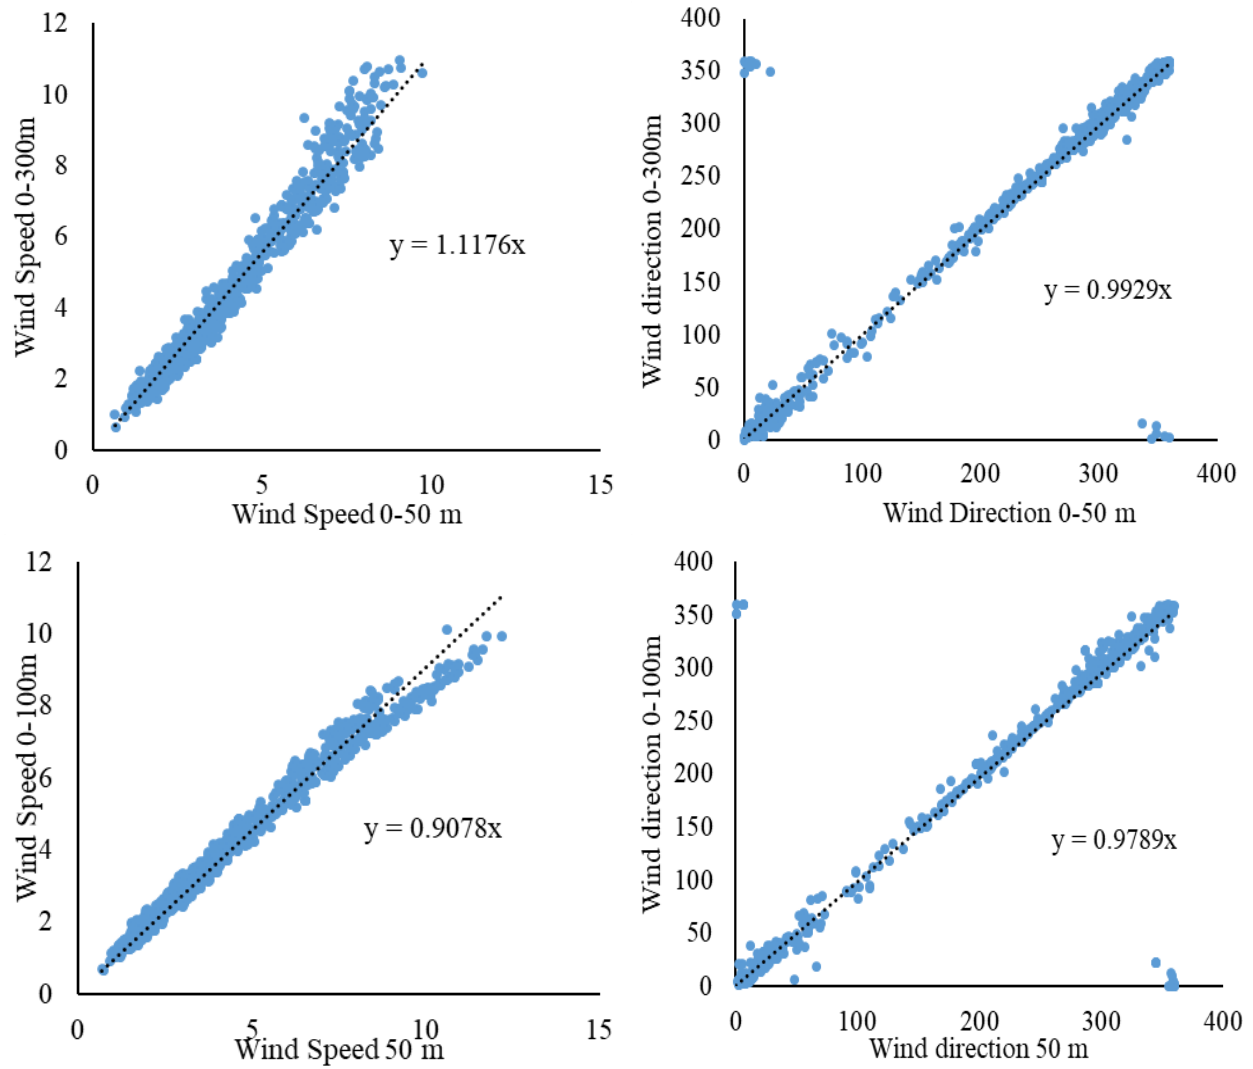 12
10
8
6
4
2
0
0 5 10 15
Wind Speed 0-300m
Wind Speed 0-50 m
y = 1.1176x
400
350
300
250
200
150
100
50
0
0 100 200 300 400
Wind direction 0-300m
Wind Direction 0-50 m
y = 0.9929x
12
10
8
6
4
2
0
0 5 10 15
Wind Speed 0-100m
Wind Speed 50 m
y = 0.9078x
400
350
300
250
200
150
100
50
0
0 100 200 300 400
Wind direction 0-100m
Wind direction 50 m
y = 0.9789x